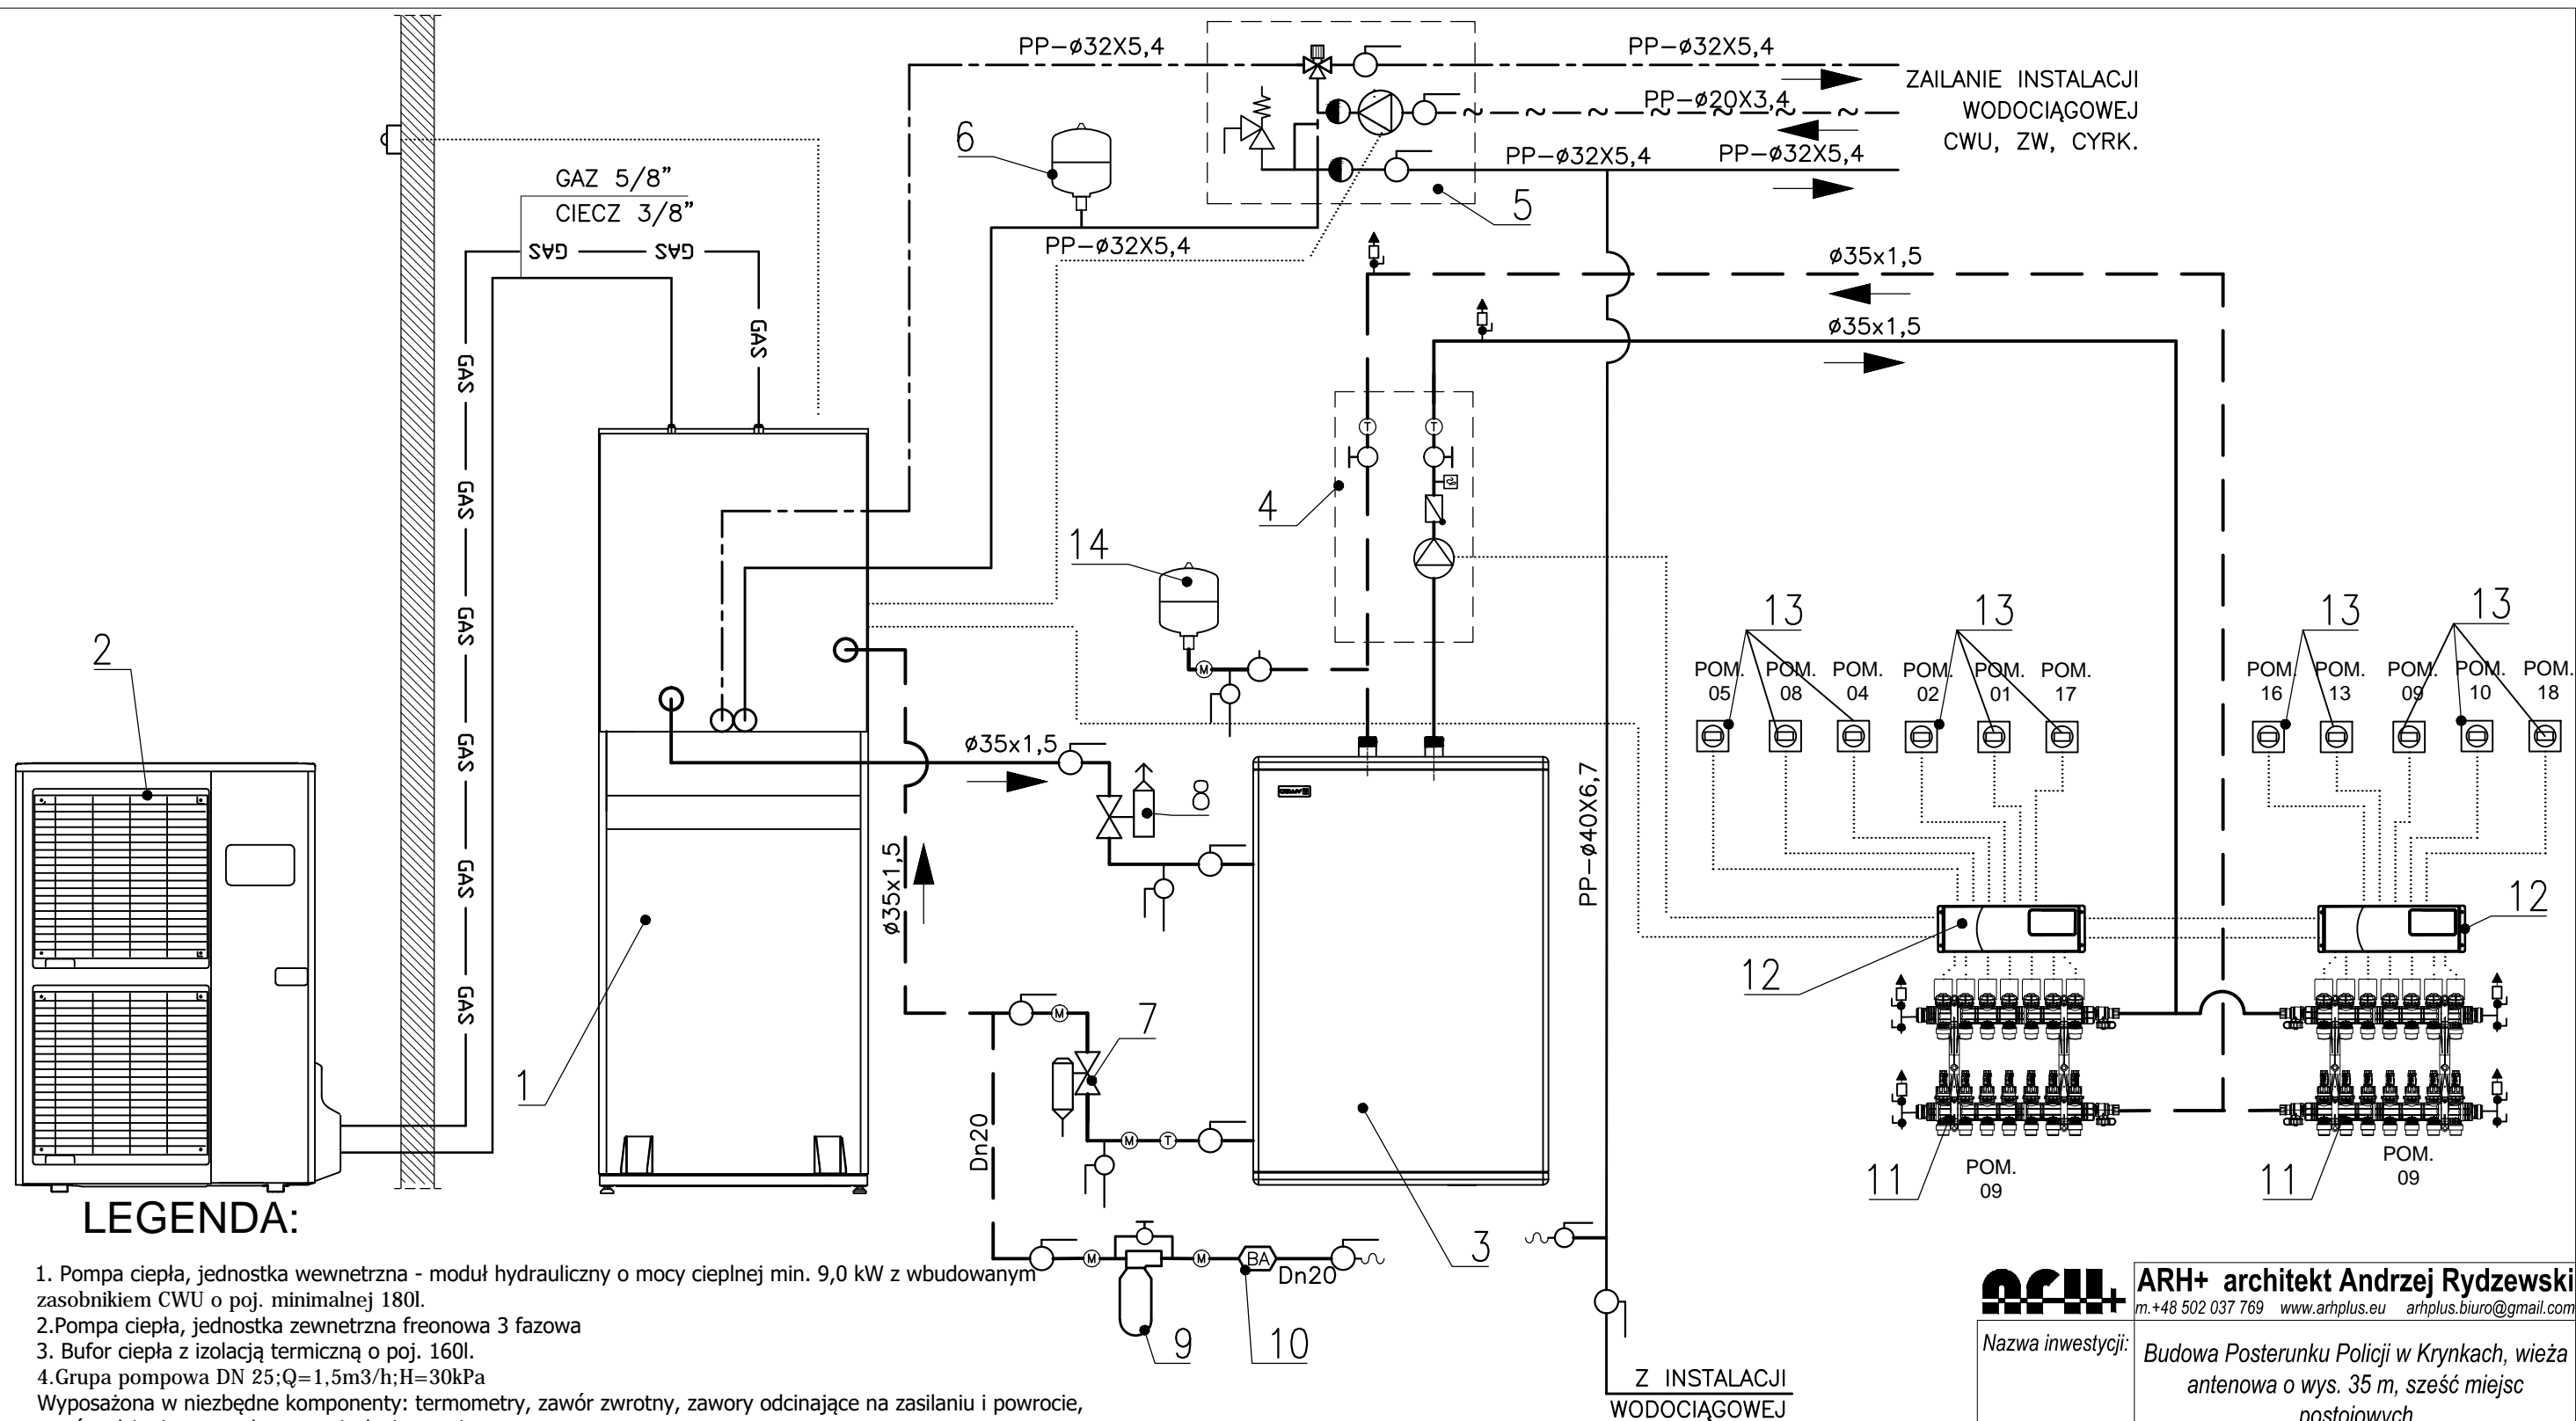 PP-ø32X5,4
PP-ø32X5,4
ZAILANIE INSTALACJI
WODOCIĄGOWEJ
CWU, ZW, CYRK.
PP-ø20X3,4
PP-ø32X5,4
PP-ø32X5,4
6
5
GAZ 5/8"
CIECZ 3/8"
GAS
GAS
PP-ø32X5,4
ø35x1,5
ø35x1,5
GAS
GAS
GAS
GAS
GAS
GAS
GAS
4
14
2
13
13
13
13
POM.
05
POM.
08
POM.
04
POM.
02
POM.
01
POM.
17
POM.
16
POM.
13
POM.
09
POM.
10
POM.
18
T
T
M
ø35x1,5
8
PP-ø40X6,7
ø35x1,5
12
12
1
7
M
M
T
Dn20
3
11
POM.
09
11
POM.
09
M
M
BA
Dn20
9
10
Z INSTALACJI
WODOCIĄGOWEJ
LEGENDA:
1. Pompa ciepła, jednostka wewnetrzna - moduł hydrauliczny o mocy cieplnej min. 9,0 kW z wbudowanym
zasobnikiem CWU o poj. minimalnej 180l.
2.Pompa ciepła, jednostka zewnetrzna freonowa 3 fazowa
3. Bufor ciepła z izolacją termiczną o poj. 160l.
4.Grupa pompowa DN 25;Q=1,5m3/h;H=30kPa
Wyposażona w niezbędne komponenty: termometry, zawór zwrotny, zawory odcinające na zasilaniu i powrocie,
ARH+
ARH+ architekt Andrzej Rydzewski
m.+48 502 037 769 www.arhplus.eu arhplus.biuro@gmail.com
Nazwa inwestycji:
Budowa Posterunku Policji w Krynkach, wieża
antenowa o wys. 35 m, sześć miejsc
postojowych